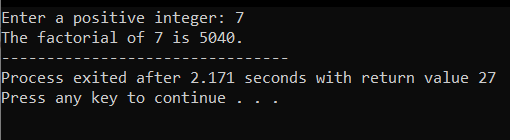 Enter a positive integer: 7
The factorial of 7 is 5040.
--------------------------------
Process exited after 2.171 seconds with return value 27
Press any key to continue . . .